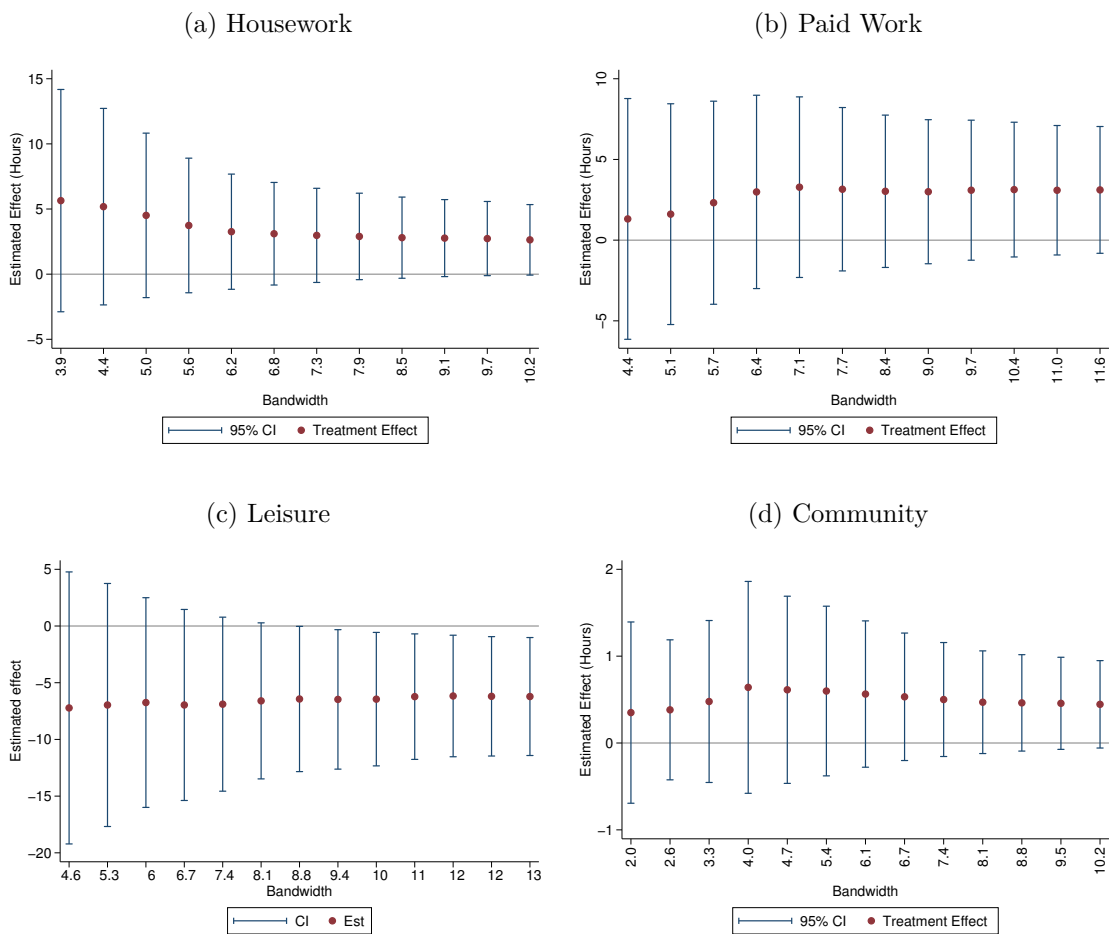 (a) Housework
Estimated Effect (Hours)
15
10
5
0
−5
3.9 4.4 5.0 5.6 6.2 6.8 7.3 7.9 8.5 9.1 9.7 10.2
Bandwidth
95% CI Treatment Effect
(b) Paid Work
Estimated Effect (Hours)
10
5
0
−5
4.4 5.1 5.7 6.4 7.1 7.7 8.4 9.0 9.7 10.4 11.0 11.6
Bandwidth
95% CI Treatment Effect
(c) Leisure
Estimated effect
5
0
−5
−10
−15
−20
4.6 5.3 6 6.7 7.4 8.1 8.8 9.4 10 11 12 12 13
Bandwidth
CI Est
(d) Community
Estimated Effect (Hours)
2
1
0
−1
2.0 2.6 3.3 4.0 4.7 5.4 6.1 6.7 7.4 8.1 8.8 9.5 10.2
Bandwidth
95% CI Treatment Effect